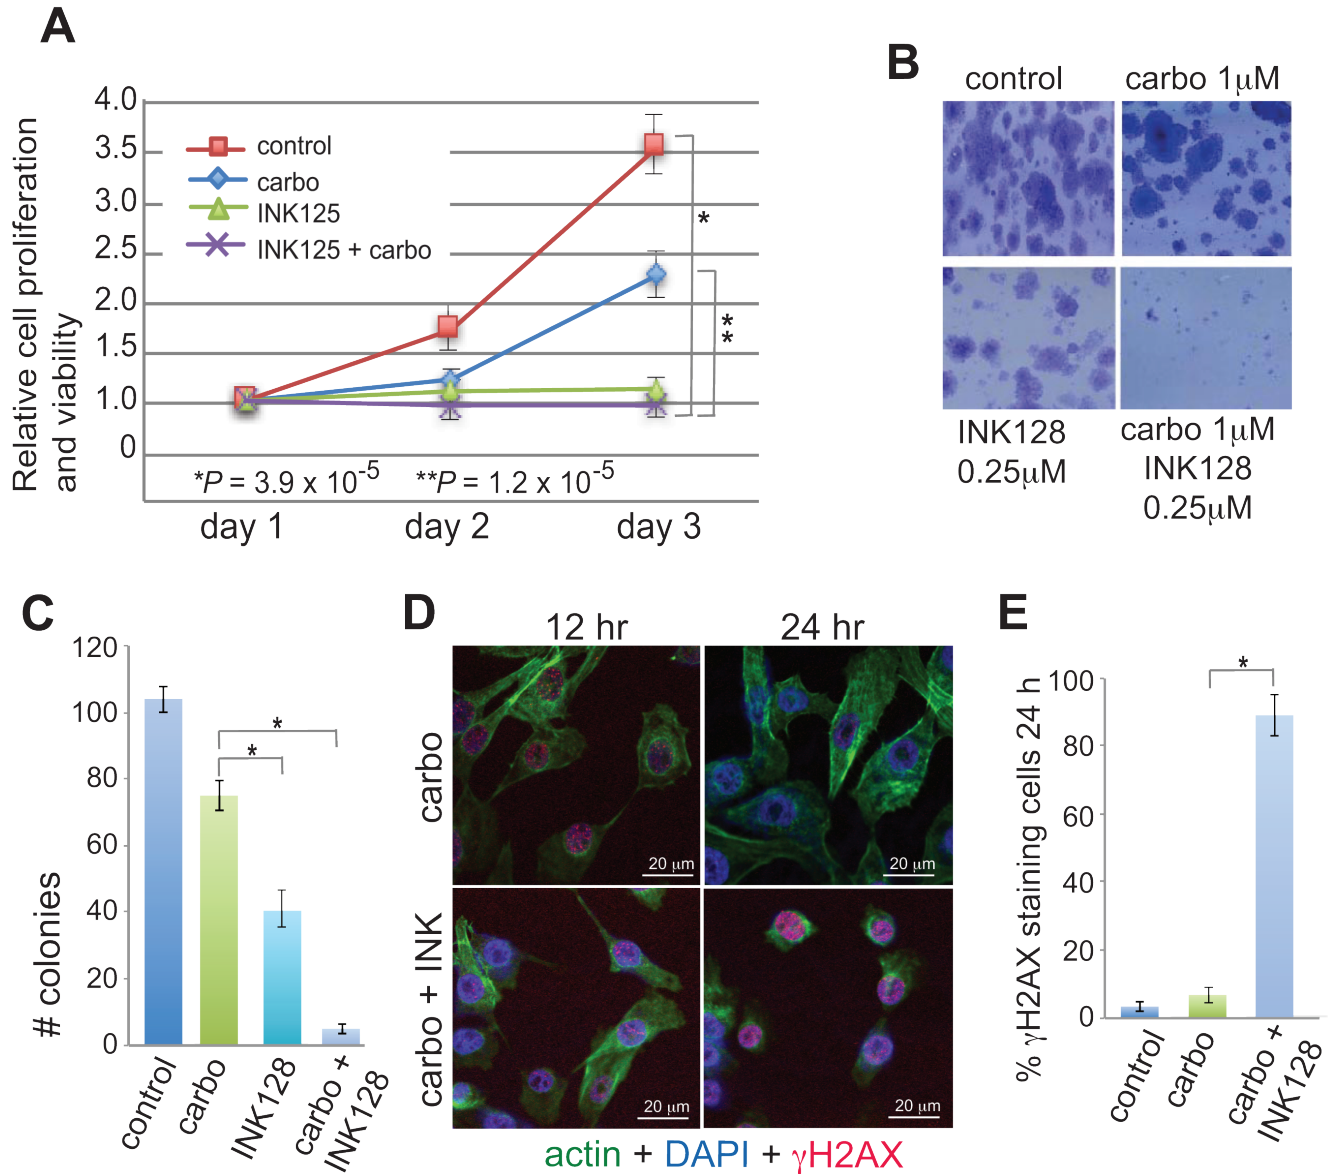 A
4.0
3.5
3.0
2.5
2.0
1.5
1.0
0
Relative cell proliferation
and viability
control
carbo
INK125
INK125 + carbo
*
**
*P = 3.9 x 10-5 **P = 1.2 x 10-5
day 1 day 2 day 3
B
control carbo 1μM
INK128
0.25μM
carbo 1μM
INK128
0.25μM
C
120
100
80
60
40
20
0
# colonies
*
*
control
carbo
INK128
carbo +
INK128
D
12 hr 24 hr
carbo
20 μm 20 μm
carbo + INK
20 μm 20 μm
actin + DAPI + γH2AX
E
100
80
60
40
20
0
% γH2AX staining cells 24 h
*
control
carbo
carbo +
INK128